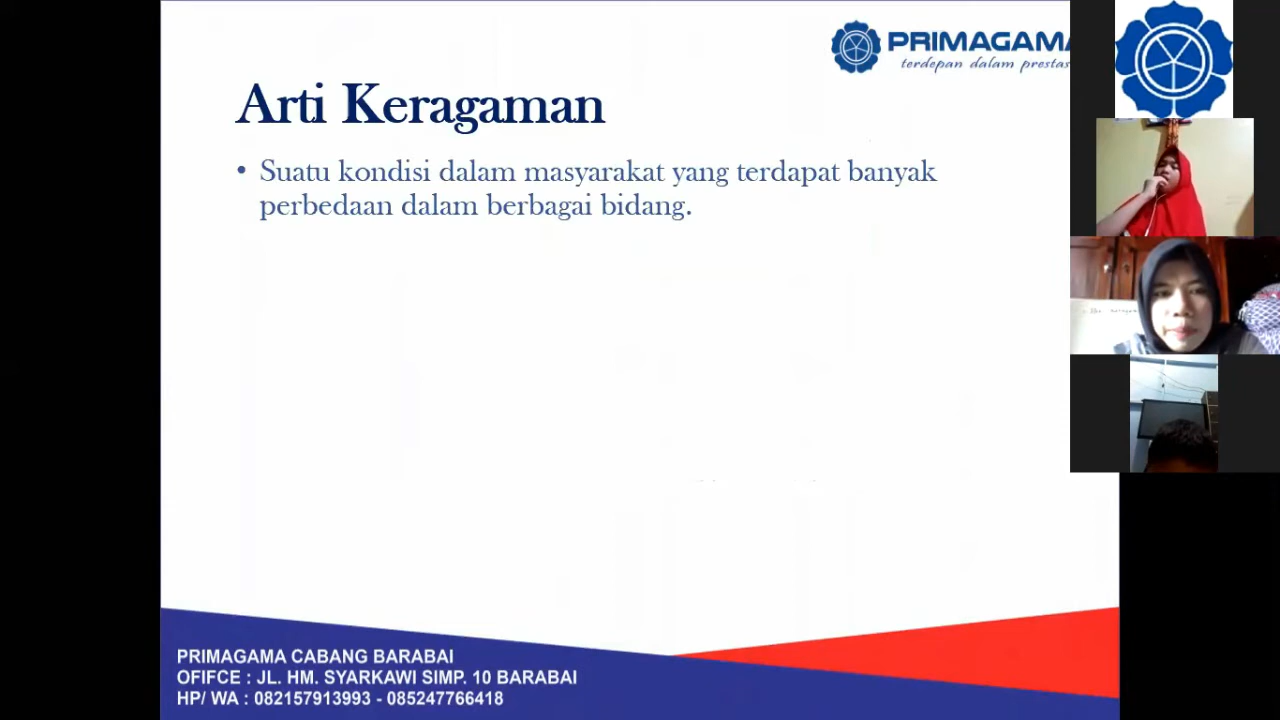 PRIMAGAMA
terdepan dalam prestasi
Arti Keragaman
• Suatu kondisi dalam masyarakat yang terdapat banyak
perbedaan dalam berbagai bidang.
PRIMAGAMA CABANG BARABAI
OFIFCE : JL. HM. SYARKAWI SIMP. 10 BARABAI
HP/ WA : 082157913993 - 085247766418